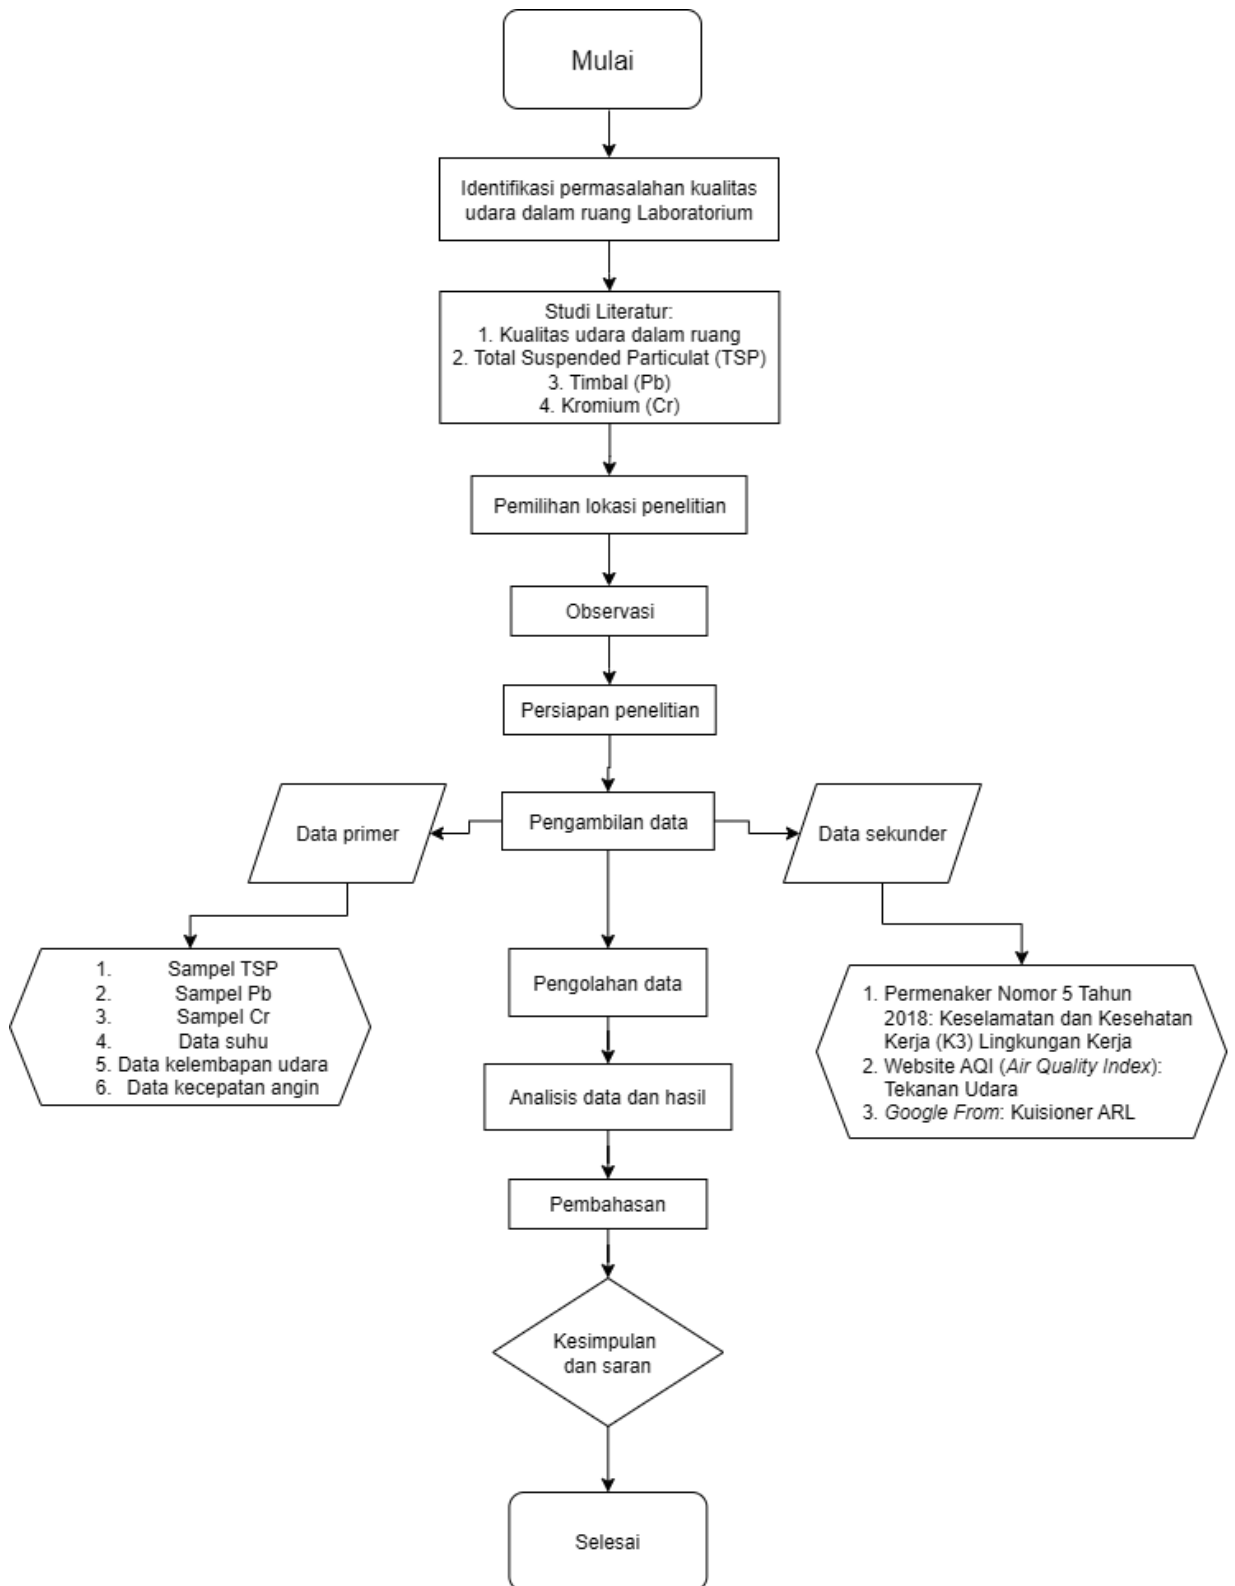 Mulai
Identifikasi permasalahan kualitas
udara dalam ruang Laboratorium
Studi Literatur:
1. Kualitas udara dalam ruang
2. Total Suspended Particulat (TSP)
3. Timbal (Pb)
4. Kromium (Cr)
Pemilihan lokasi penelitian
Observasi
Persiapan penelitian
Data primer
Pengambilan data
Data sekunder
1. Sampel TSP
2. Sampel Pb
3. Sampel Cr
4. Data suhu
5. Data kelembapan udara
6. Data kecepatan angin
Pengolahan data
1. Permenaker Nomor 5 Tahun
2018: Keselamatan dan Kesehatan
Kerja (K3) Lingkungan Kerja
2. Website AQI (Air Quality Index):
Tekanan Udara
3. Google From: Kuisioner ARL
Analisis data dan hasil
Pembahasan
Kesimpulan
dan saran
Selesai